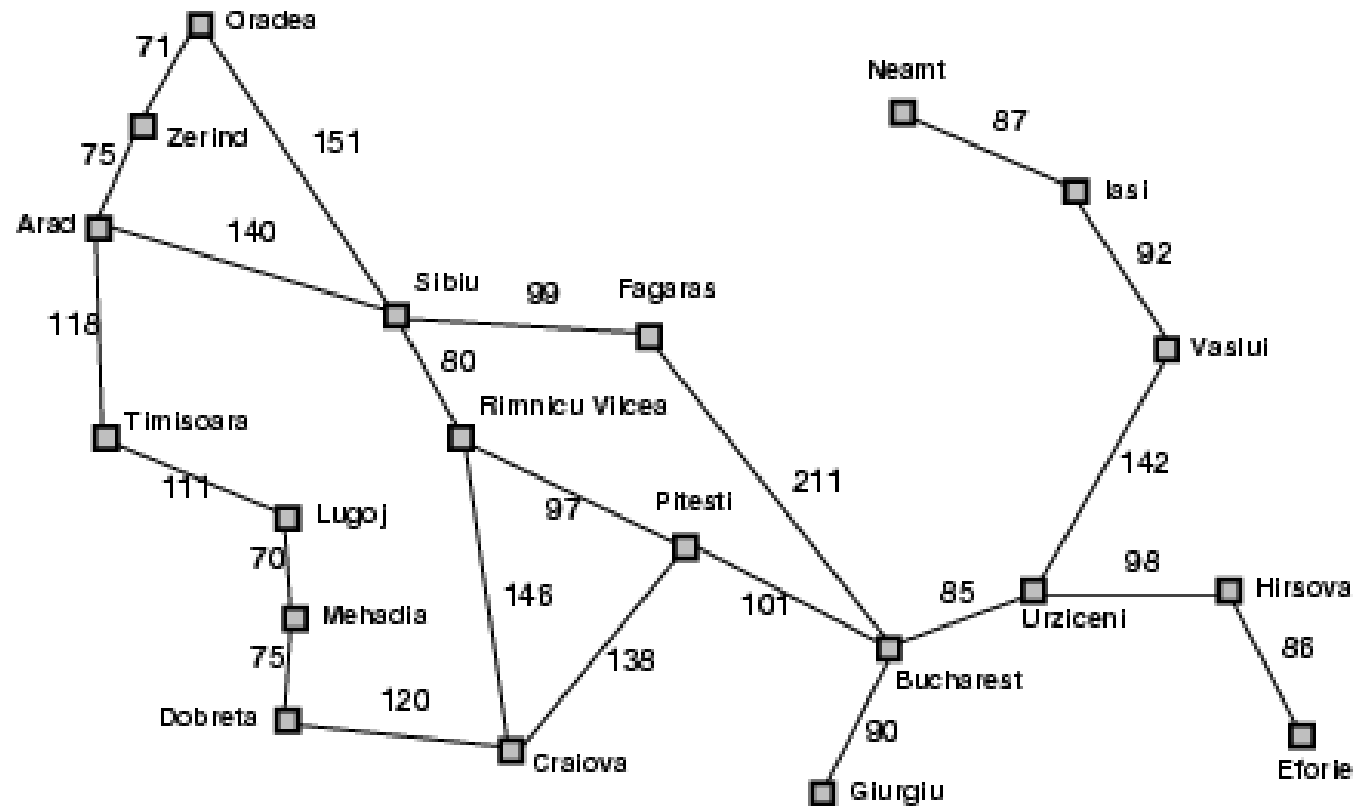 Oradea
71
Neamt
87
Zerind
151
75
Iasi
Arad
140
92
Sibiu
99
Fagaras
118
80
Vaslui
Timisoara
Rimnicu Vilcea
142
211
111
Lugoj
97
Pitesti
70
98
146
101
85
Hirsova
Mehadia
Urziceni
138
86
75
Bucharest
120
Dobreta
90
Craiova
Eforie
Giurgiu